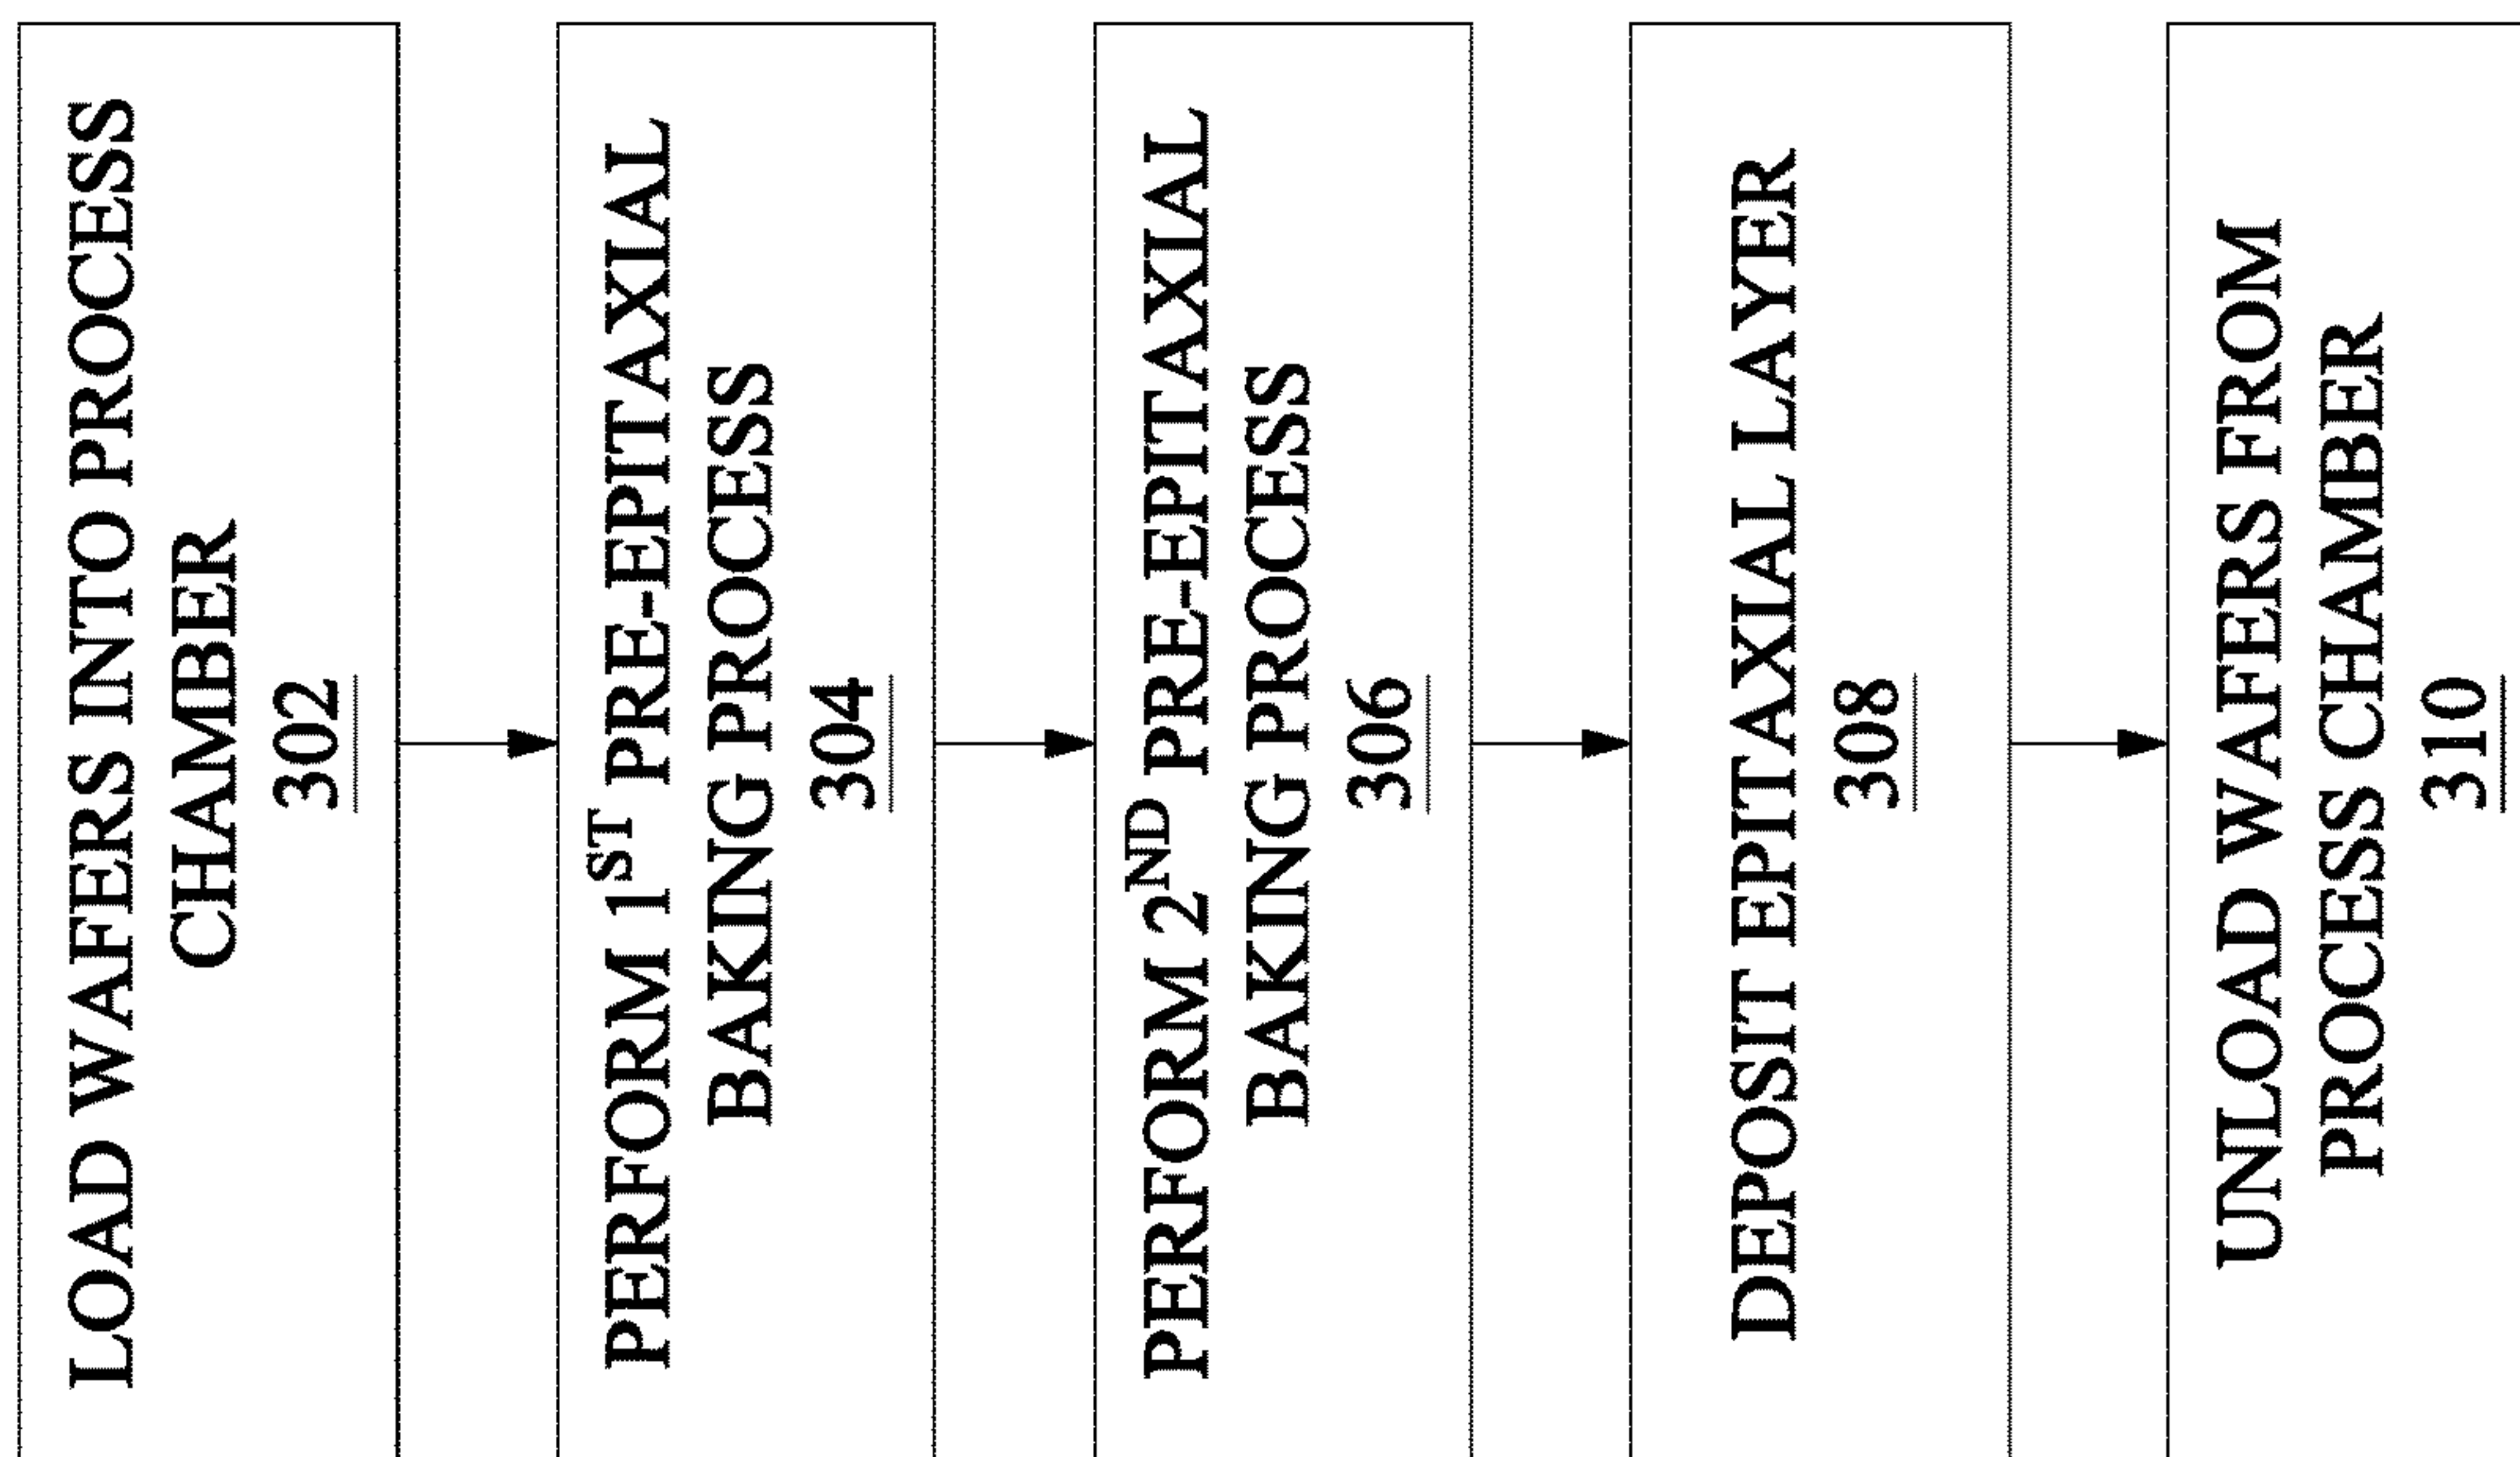 LOAD WAFERS INTO PROCESS
CHAMBER
302
PERFORM 1ST PRE-EPITAXIAL
BAKING PROCESS
304
PERFORM 2ND PRE-EPITAXIAL
BAKING PROCESS
306
DEPOSIT EPITAXIAL LAYER
308
UNLOAD WAFERS FROM
PROCESS CHAMBER
310